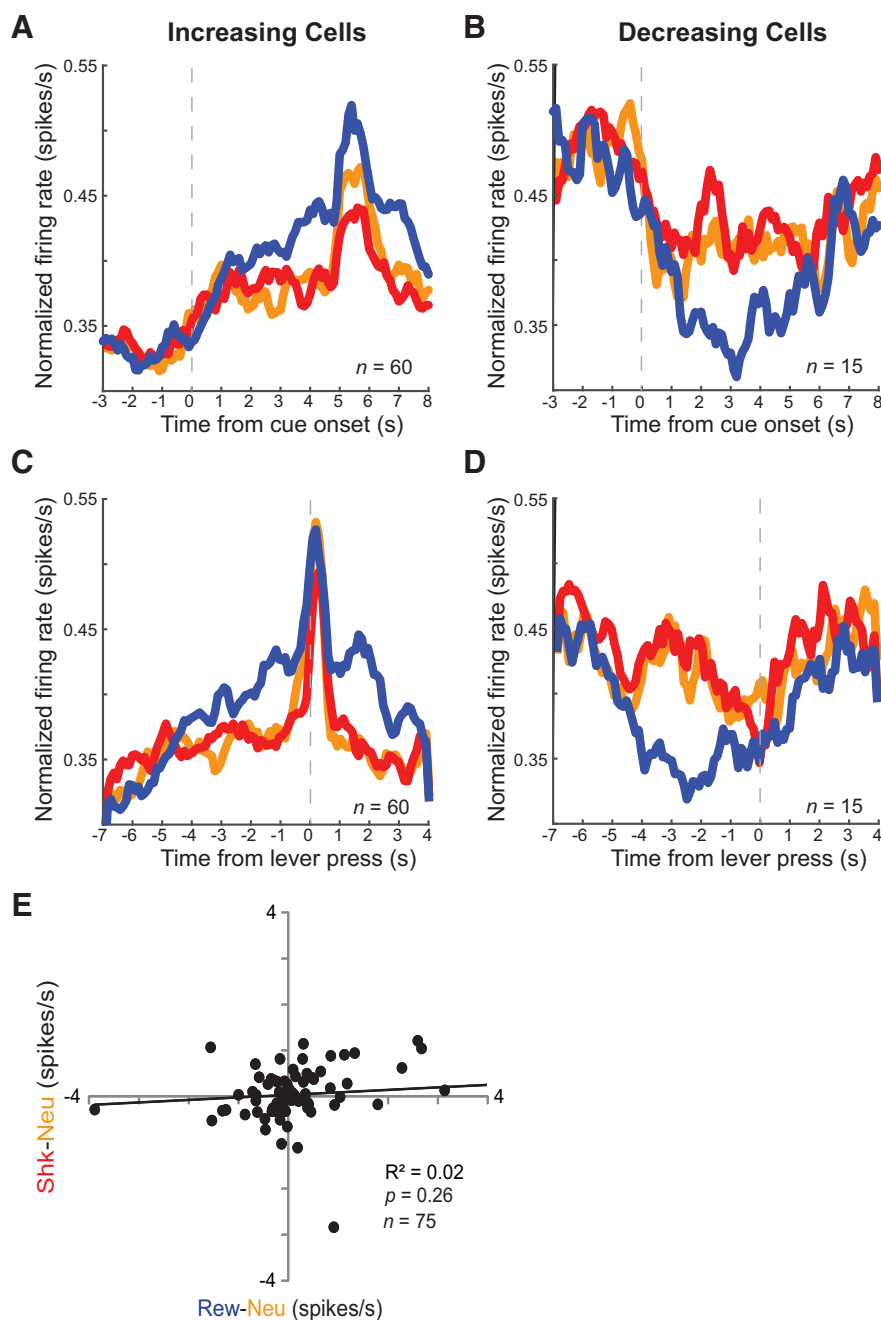 A
Increasing Cells
B
Decreasing Cells
Normalized firing rate (spikes/s)
0.55
0.45
0.35
n = 60
-3 -2 -1 0 1 2 3 4 5 6 7 8
Time from cue onset (s)
Normalized firing rate (spikes/s)
0.55
0.45
0.35
n = 15
-3 -2 -1 0 1 2 3 4 5 6 7 8
Time from cue onset (s)
C
D
Normalized firing rate (spikes/s)
0.55
0.45
0.35
n = 60
-7 -6 -5 -4 -3 -2 -1 0 1 2 3 4
Time from lever press (s)
Normalized firing rate (spikes/s)
0.55
0.45
0.35
n = 15
-7 -6 -5 -4 -3 -2 -1 0 1 2 3 4
Time from lever press (s)
E
Shk-Neu (spikes/s)
4
-4
4
R² = 0.02
p = 0.26
n = 75
-4
Rew-Neu (spikes/s)